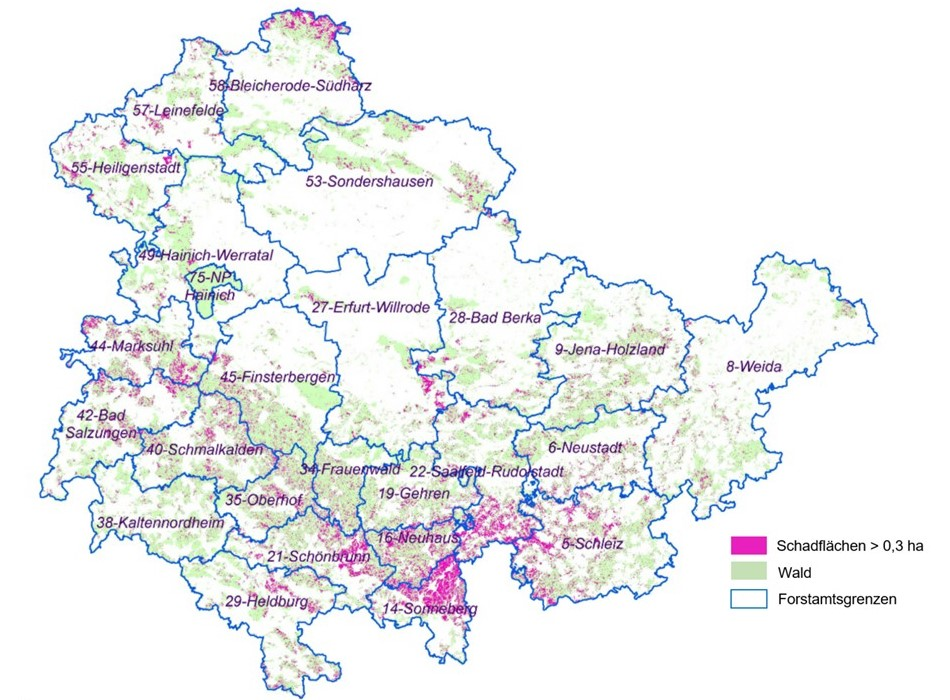 58-Bleicherode-Südharz
57-Leinefelde
55-Heiligenstadt
53-Sondershausen
49-Hainich-Werratal
75-NP
Hainich
27-Erfurt-Willrode
28-Bad Berka
44-Marksuhl
9-Jena-Holzland
8-Weida
45-Finsterbergen
42-Bad
Salzungen
40-Schmalkalden
6-Neustadt
34-Frauenwald
22-Saalfeld-Rudolstadt
35-Oberhof
19-Gehren
38-Kaltennordheim
16-Neuhaus
5-Schleiz
21-Schönbrunn
29-Heldburg
14-Sonneberg
Schadflächen > 0,3 ha
Wald
Forstamtsgrenzen